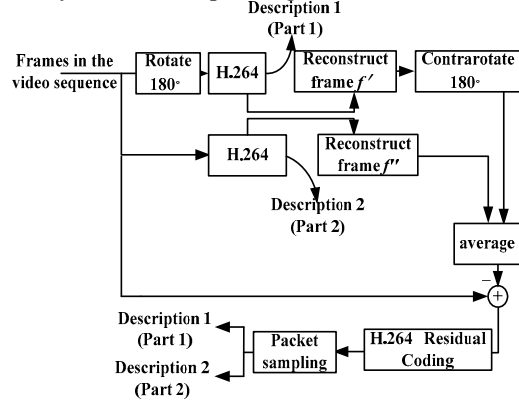 Description 1
(Part 1)
Frames in the
video sequence
Rotate
180°
H.264
Reconstruct
frame f′
Contrarotate
180°
H.264
Reconstruct
frame f″
Description 2
(Part 2)
average
−
+
Description 1
(Part 1)
Description 2
(Part 2)
Packet
sampling
H.264 Residual
Coding